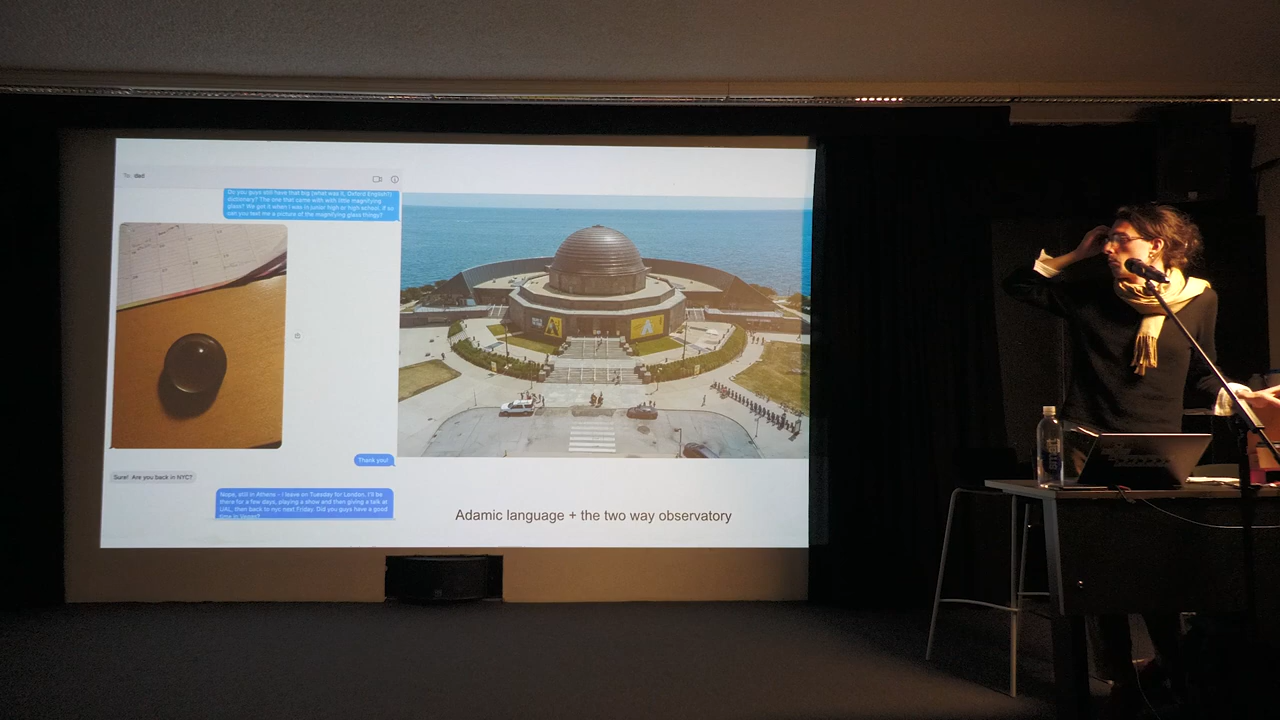 To: dad
Do you guys still have that big (what was it, Oxford English)
dictionary? The one that came with with little magnifying
glass? We got it when I was in junior high or high school. If so
can you text me a picture of the magnifying glass thingy?
Thank you!
Sure! Are you back in NYC?
Nope, still in Athens - I leave on Tuesday for London, I'll be
there for a few days, playing a show and then giving a talk at
UAL, then back to nyc next Friday. Did you guys have a good
time in
Adamic language + the two way observatory